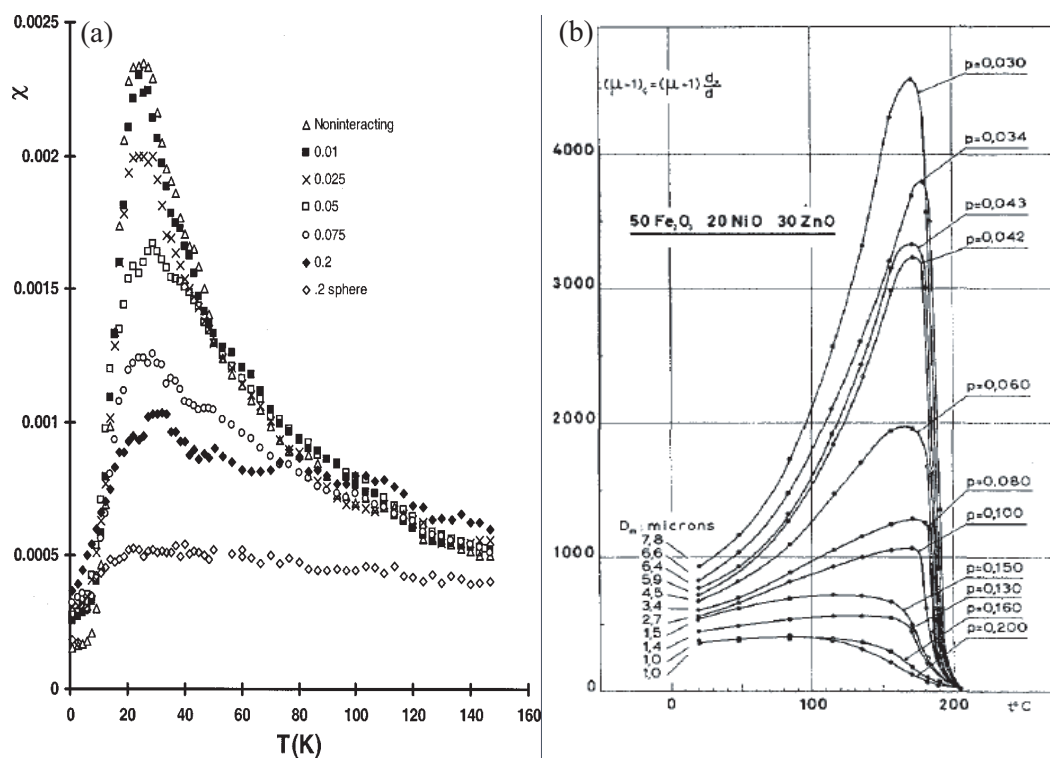 (a)
χ
0.0025
0.002
0.0015
0.001
0.0005
0
0
20
40
60
80
100
120
140
160
T(K)
Noninteracting
0.01
0.025
0.05
0.075
0.2
.2 sphere
(b)
p=0,030
p=0,034
p=0,043
p=0,042
p=0,060
p=0,080
p=0,100
p=0,150
p=0,130
p=0,160
p=0,200
50 Fe₂O₃ 20 NiO 30 ZnO
4000
3000
2000
1000
0
Dₘ: microns
7,8
6,6
6,4
5,9
4,5
3,4
2,7
1,5
1,4
1,0
1,0
0
100
200
t°C